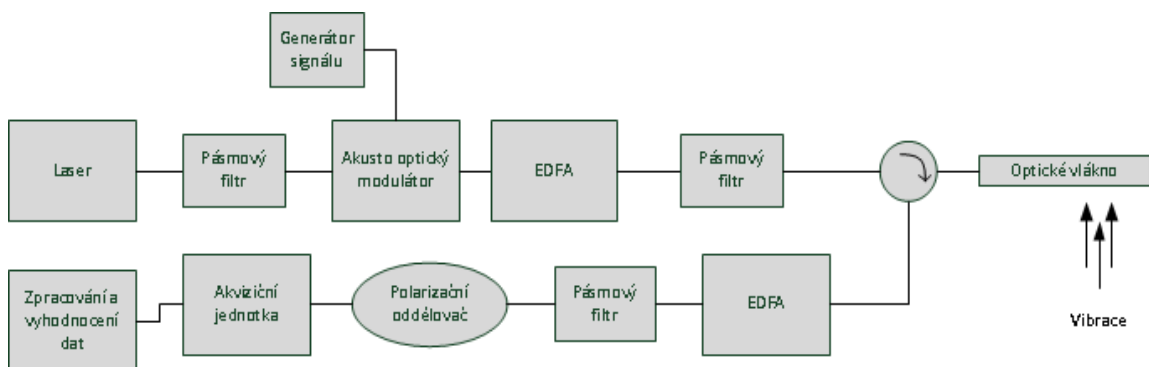 Generátor
signálu
Laser
Pásmový
filtr
Akusto optický
modulátor
EDFA
Pásmový
filtr
Optické vlákno
Zpracování a
vyhodnocení
dat
Akviziční
jednotka
Polarizační
oddělovač
Pásmový
filtr
EDFA
Vibrace